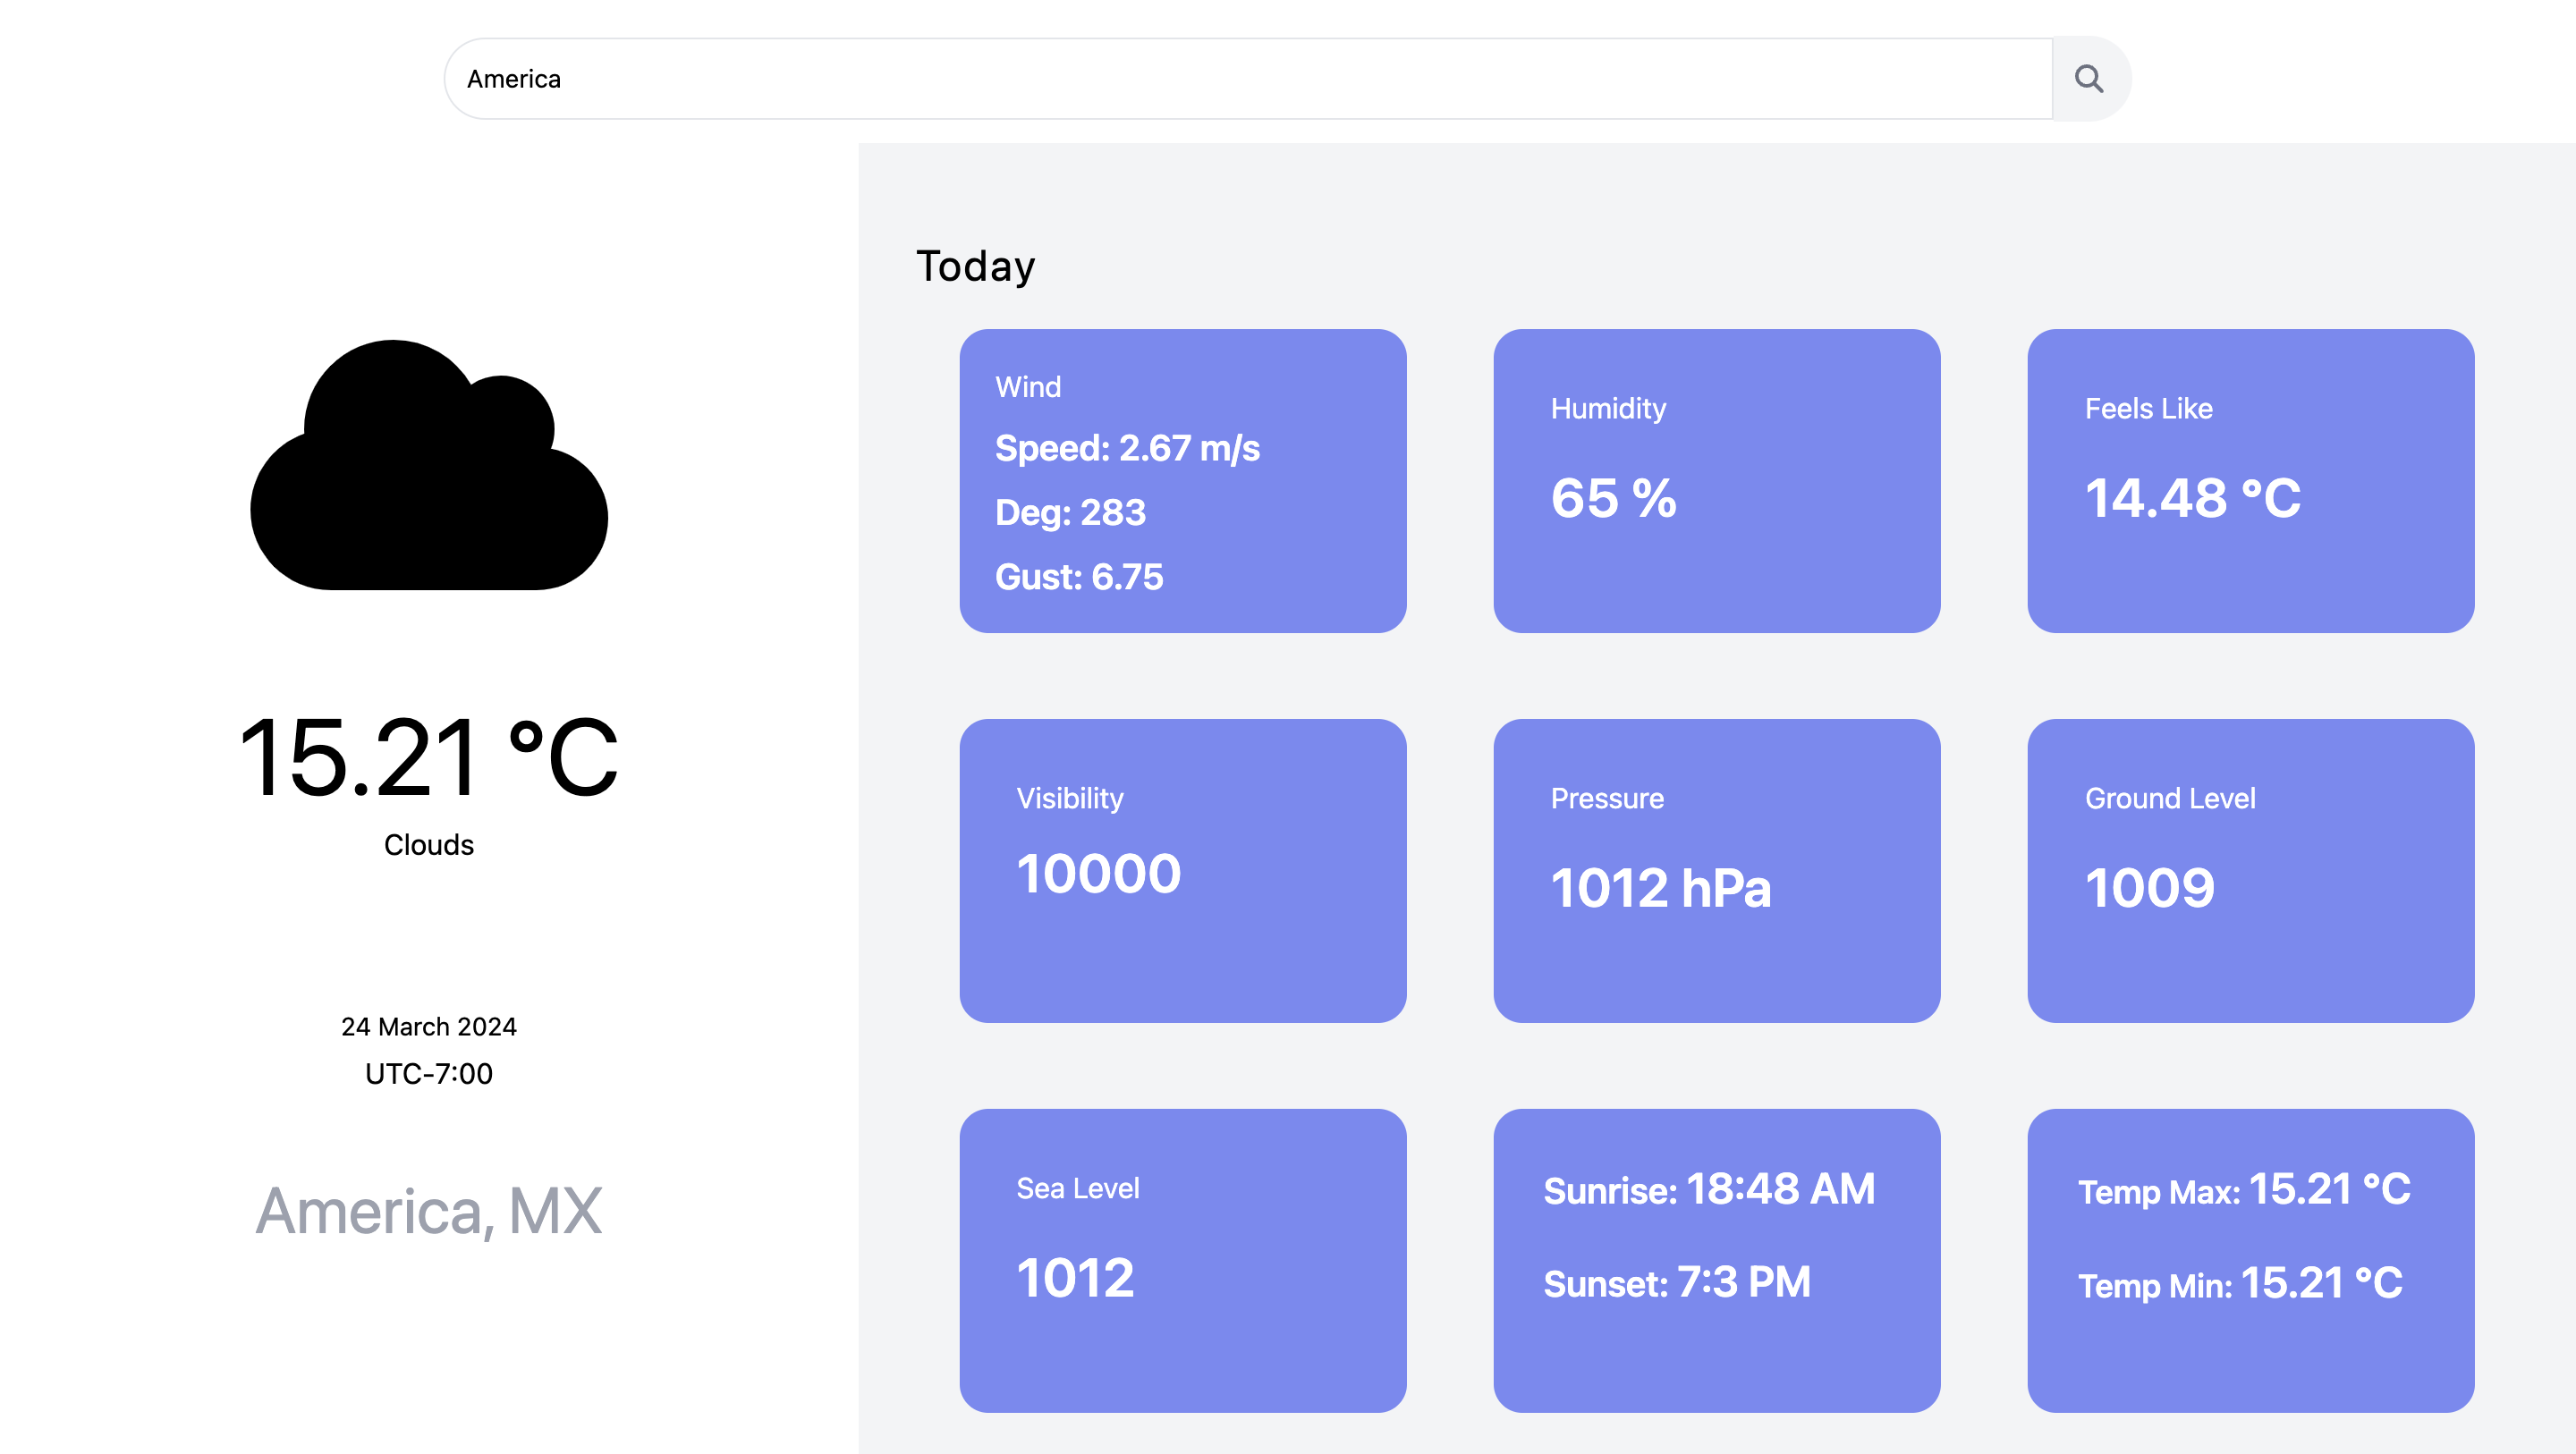 America
15.21 °C
Clouds
24 March 2024
UTC-7:00
America, MX
Today
Wind
Speed: 2.67 m/s
Deg: 283
Gust: 6.75
Humidity
65 %
Feels Like
14.48 °C
Visibility
10000
Pressure
1012 hPa
Ground Level
1009
Sea Level
1012
Sunrise: 18:48 AM
Sunset: 7:3 PM
Temp Max: 15.21 °C
Temp Min: 15.21 °C